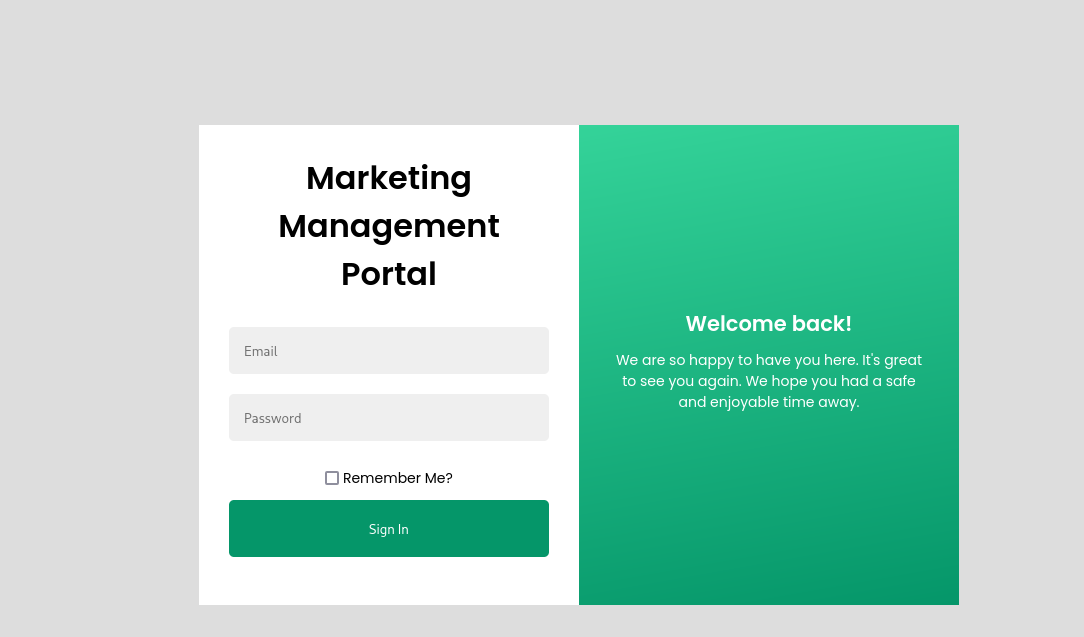 Marketing
Management
Portal
Email
Password
Remember Me?
Sign In
Welcome back!
We are so happy to have you here. It's great
to see you again. We hope you had a safe
and enjoyable time away.